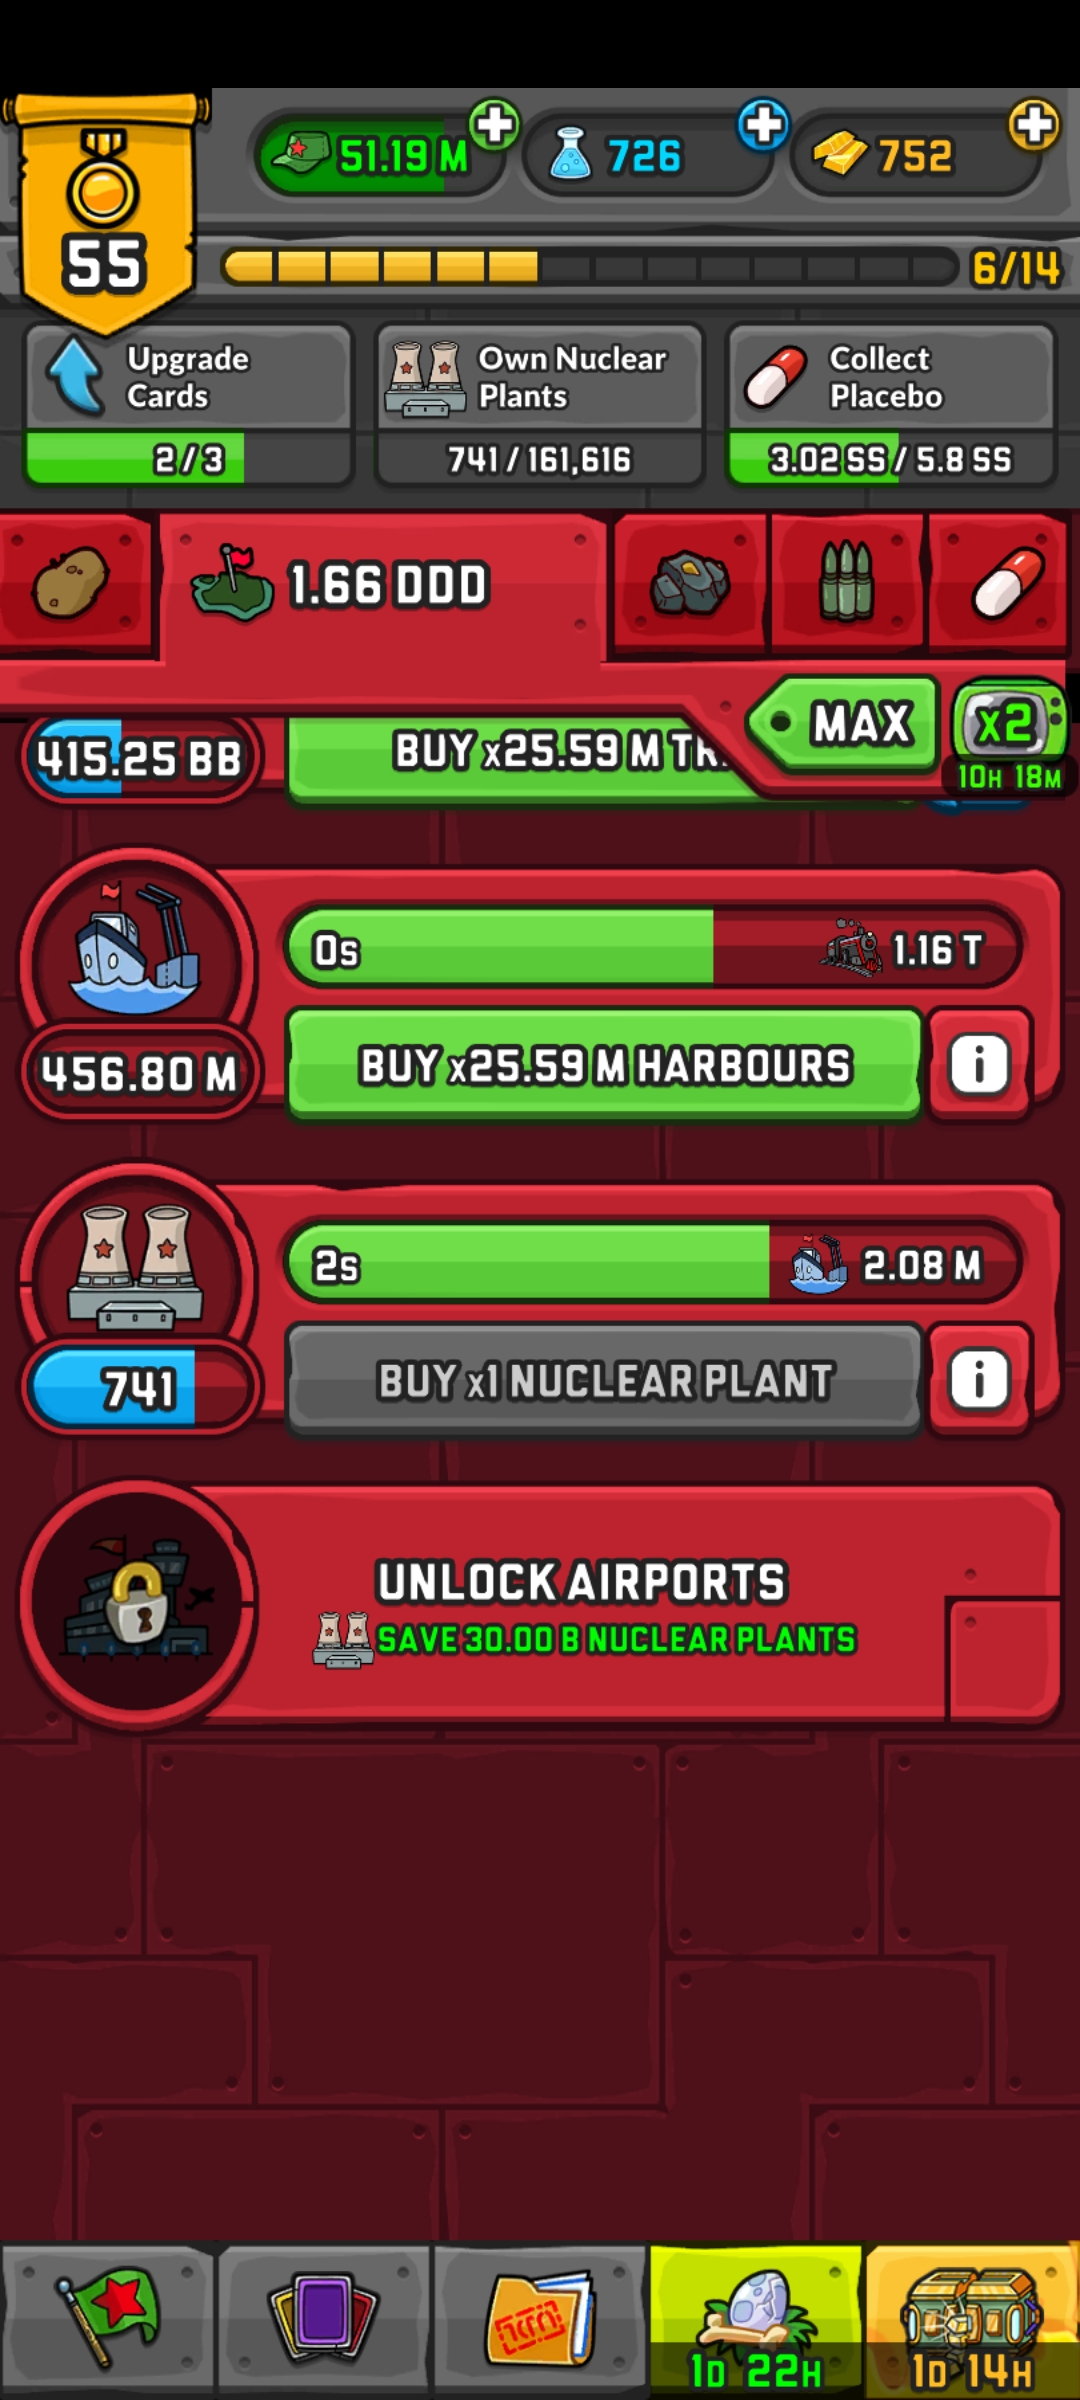 51.19 M
726
752
55
6/14
Upgrade Cards
Own Nuclear Plants
Collect Placebo
2/3
741/161,616
3.02 SS/5.8 SS
1.66 DDD
MAX
x2
10H 18M
415.25 BB
BUY x25.59 M
0s
1.16 T
456.80 M
BUY x25.59 M HARBOURS
i
2s
2.08 M
741
BUY x1 NUCLEAR PLANT
i
UNLOCK AIRPORTS
SAVE 30.00 B NUCLEAR PLANTS
1D 22H
1D 14H